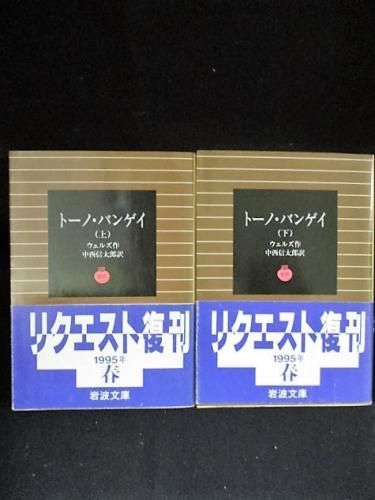 トーノ・バンゲイ
(上)
ウェルズ作
中西信太郎訳
リクエスト復刊
1995年
春
岩波文庫
トーノ・バンゲイ
(下)
ウェルズ作
中西信太郎訳
リクエスト復刊
1995年
春
岩波文庫